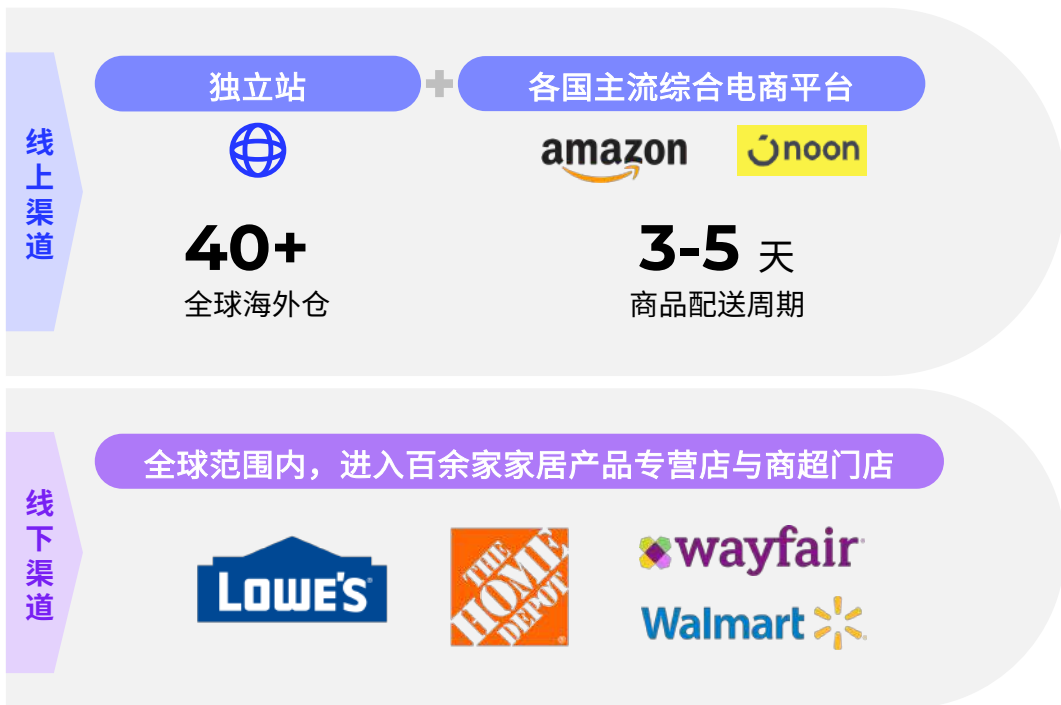 线上渠道
独立站
各国主流综合电商平台
amazon
noon
40+
全球海外仓
3-5 天
商品配送周期
线下渠道
全球范围内，进入百余家家居产品专营店与商超门店
LOWE'S
THE
HOME
DEPOT
wayfair
Walmart